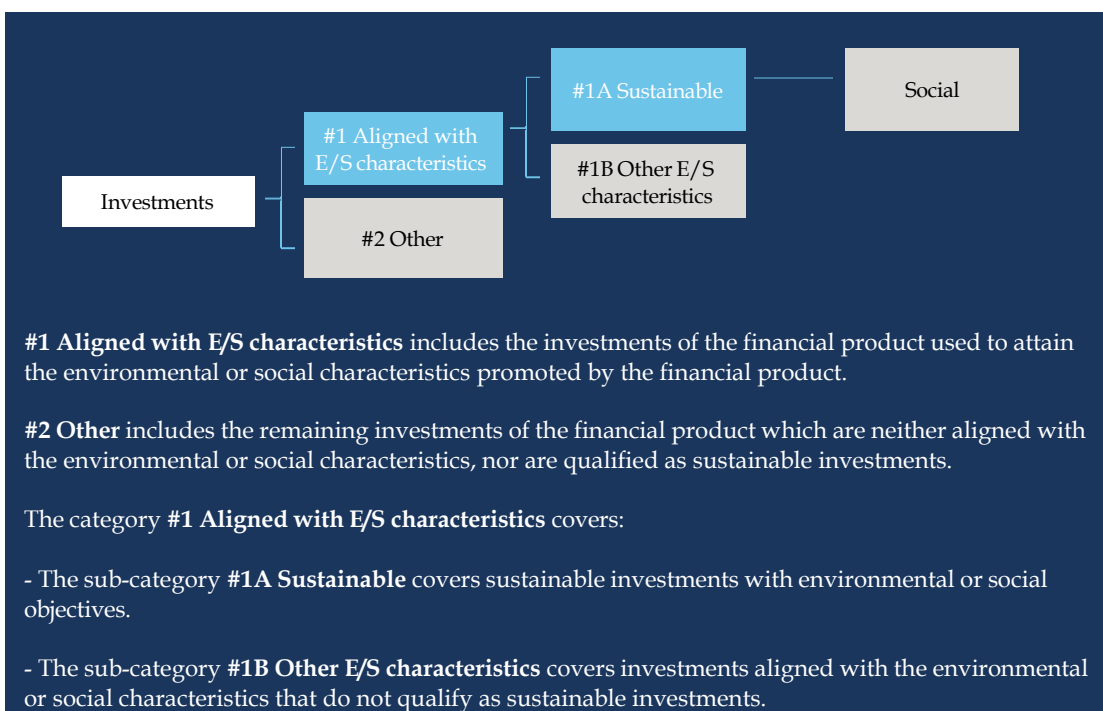 #1A Sustainable
Social
#1 Aligned with
E/S characteristics
#1B Other E/S
characteristics
Investments
#2 Other
#1 Aligned with E/S characteristics includes the investments of the financial product used to attain
the environmental or social characteristics promoted by the financial product.
#2 Other includes the remaining investments of the financial product which are neither aligned with
the environmental or social characteristics, nor are qualified as sustainable investments.
The category #1 Aligned with E/S characteristics covers:
- The sub-category #1A Sustainable covers sustainable investments with environmental or social
objectives.
- The sub-category #1B Other E/S characteristics covers investments aligned with the environmental
or social characteristics that do not qualify as sustainable investments.